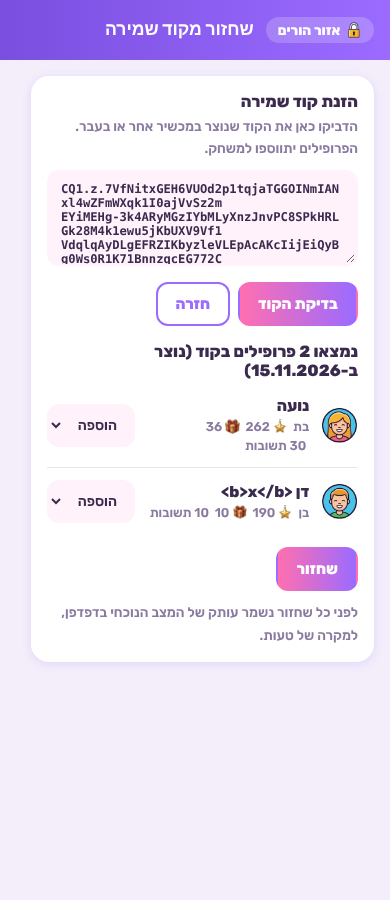 🔒 אזור הורים
שחזור מקוד שמירה
הזנת קוד שמירה
הדביקו כאן את הקוד שנוצר במכשיר אחר או בעבר.
הפרופילים יתווספו למשחק.
CQ1.z.7VfNitxGEH6VUOd2p1tqjaTGGOINmIAN
xl4wZFmWXqk1I0ajVvSz2m
EYiMEHg-3k4ARyMGzIYbMLyXnzJnvPC8SPkHRL
Gk28M4k1ewu5jKbUXV9Vf1
VdqlqAyDLgEFRZIKbyzleVLEpAcAKcIijEiQyB
g0Ws0R1K71BnnzqcEG772C
בדיקת הקוד
חזרה
נמצאו 2 פרופילים בקוד (נוצר
ב-15.11.2026)
נועה
בת ⭐ 262 🎁 36
30 תשובות
הוספה
דן <b>x</b>
בן ⭐ 190 🎁 10 10 תשובות
הוספה
שחזור
לפני כל שחזור נשמר עותק של המצב הנוכחי בדפדפן,
למקרה של טעות.